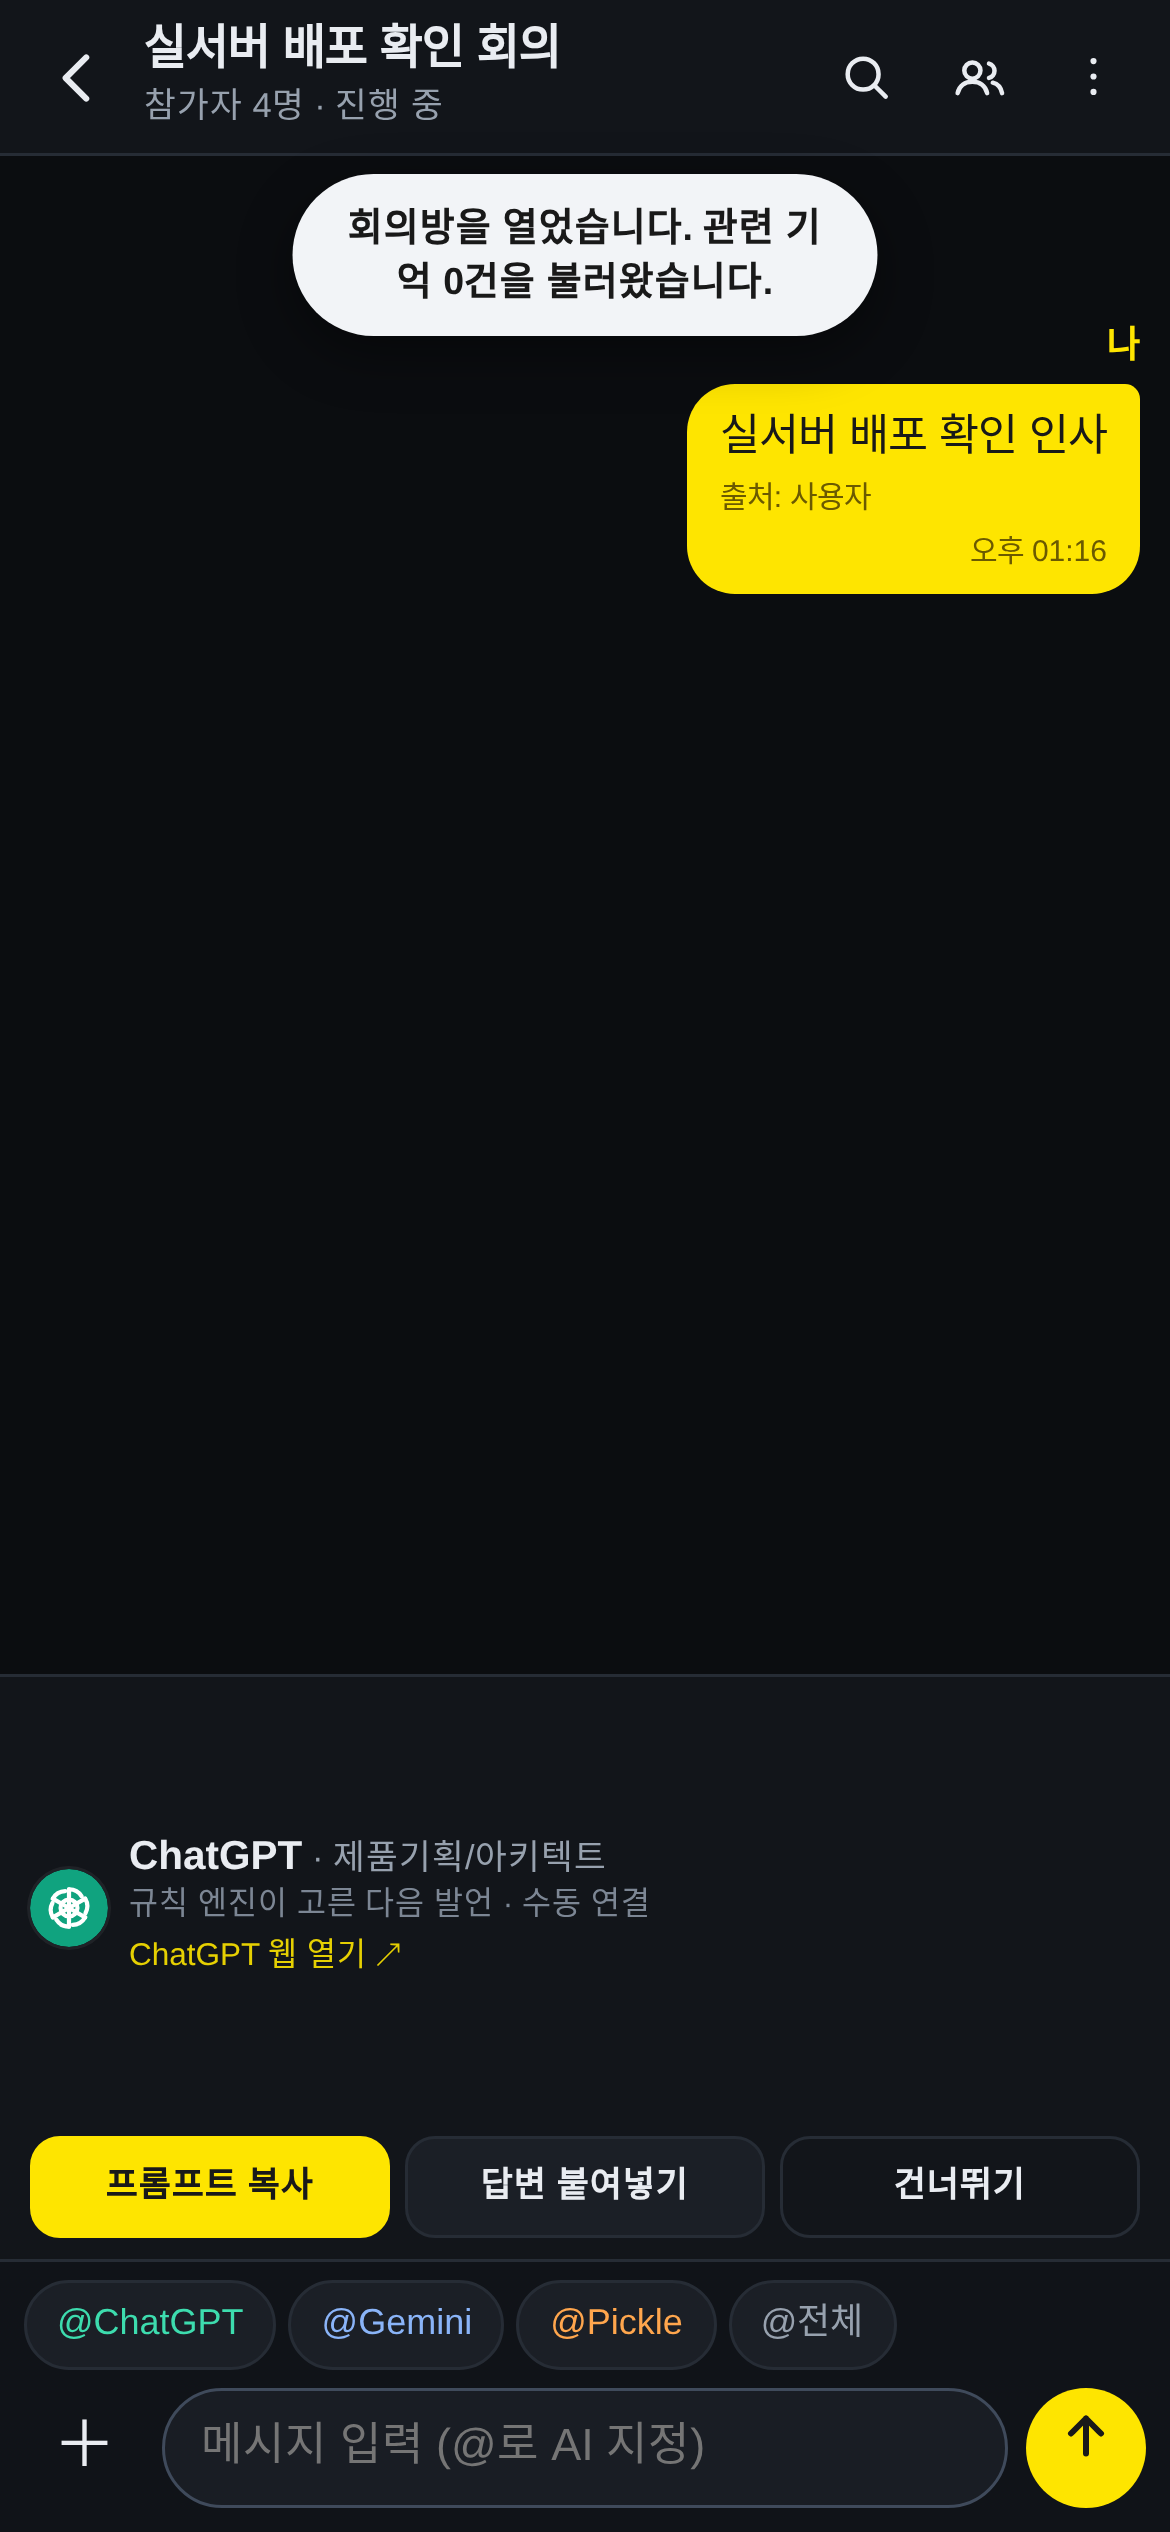 실서버 배포 확인 회의
참가자 4명 · 진행 중
회의방을 열었습니다. 관련 기
억 0건을 불러왔습니다.
나
실서버 배포 확인 인사
출처: 사용자
오후 01:16
ChatGPT · 제품기획/아키텍트
규칙 엔진이 고른 다음 발언 · 수동 연결
ChatGPT 웹 열기 ↗
프롬프트 복사 답변 붙여넣기 건너뛰기
@ChatGPT @Gemini @Pickle @전체
메시지 입력 (@로 AI 지정)